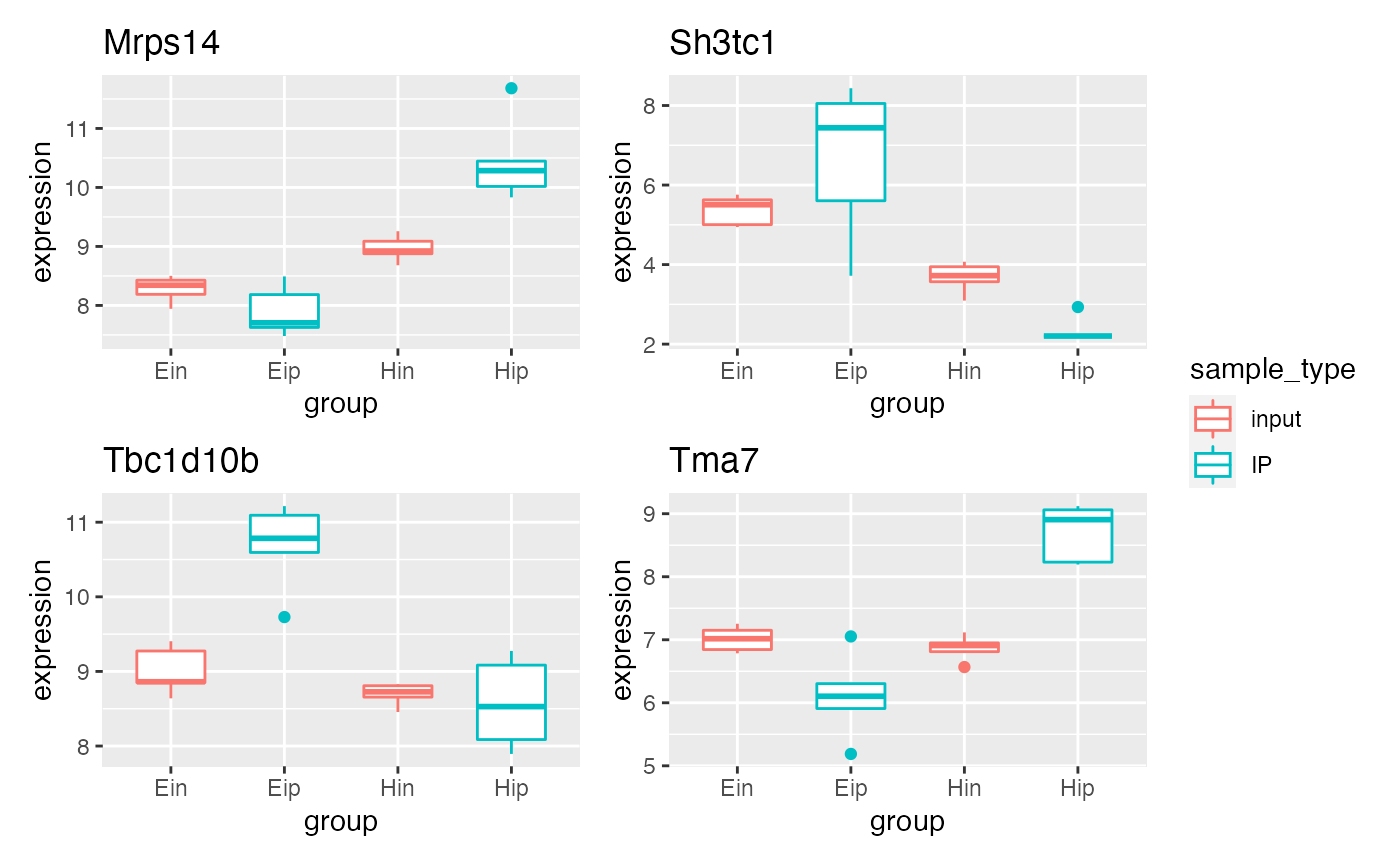 Mrps14
expression
11
10
9
8
Ein Eip Hin Hip
group
Sh3tc1
expression
8
6
4
2
Ein Eip Hin Hip
group
Tbc1d10b
expression
11
10
9
8
Ein Eip Hin Hip
group
Tma7
expression
9
8
7
6
5
Ein Eip Hin Hip
group
sample_type
input
IP